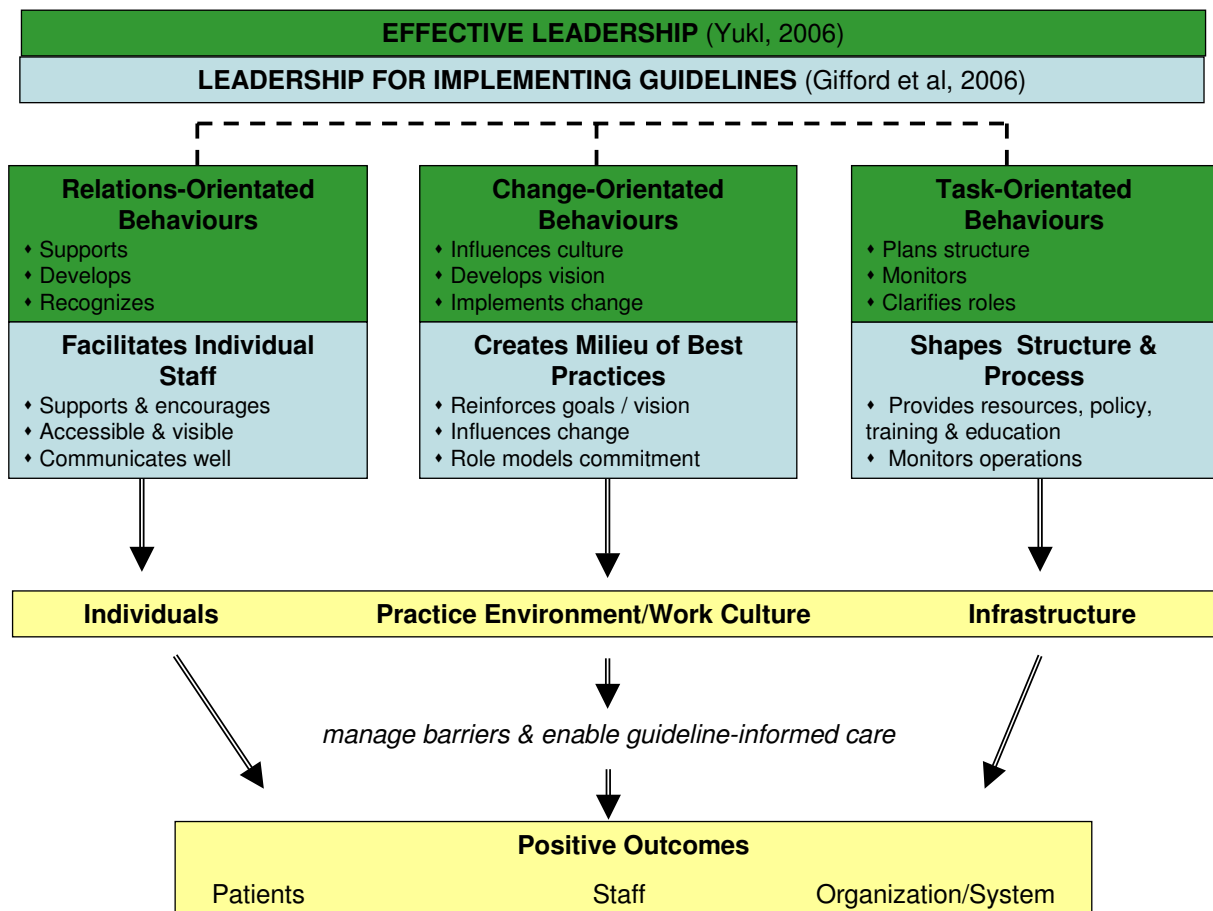 EFFECTIVE LEADERSHIP (Yukl, 2006)
LEADERSHIP FOR IMPLEMENTING GUIDELINES (Gifford et al, 2006)
Relations-Orientated
Behaviours
♦ Supports
♦ Develops
♦ Recognizes
Facilitates Individual
Staff
♦ Supports & encourages
♦ Accessible & visible
♦ Communicates well
Change-Orientated
Behaviours
♦ Influences culture
♦ Develops vision
♦ Implements change
Creates Milieu of Best
Practices
♦ Reinforces goals / vision
♦ Influences change
♦ Role models commitment
Task-Orientated
Behaviours
♦ Plans structure
♦ Monitors
♦ Clarifies roles
Shapes Structure &
Process
♦ Provides resources, policy,
training & education
♦ Monitors operations
Individuals Practice Environment/Work Culture Infrastructure
manage barriers & enable guideline-informed care
Positive Outcomes
Patients Staff Organization/System